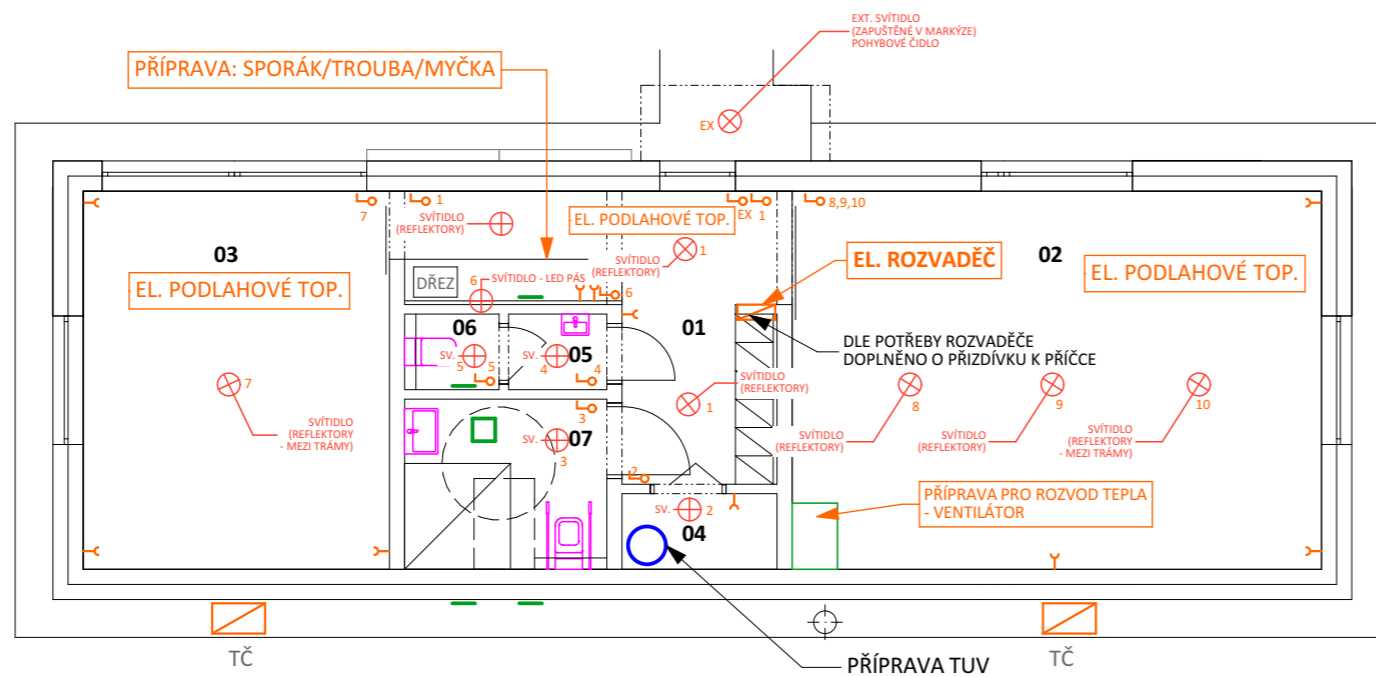 EXT. SVÍTIDLO
(ZAPUŠTĚNÉ V MARKÝZE)
POHYBOVÉ ČIDLO
PŘÍPRAVA: SPORÁK/TROUBA/MYČKA
EX
7
1
EX 1
8,9,10
SVÍTIDLO
(REFLEKTORY)
EL. PODLAHOVÉ TOP.
1
SVÍTIDLO
(REFLEKTORY)
03
EL. PODLAHOVÉ TOP.
EL. ROZVADĚČ
02
EL. PODLAHOVÉ TOP.
DŘEZ
6
SVÍTIDLO - LED PÁS
6
06
01
DLE POTŘEBY ROZVADĚČE
DOPLNĚNO O PŘIZDÍVKU K PŘÍČCE
SV.
5
5
SV.
4
05
4
7
SVÍTIDLO
(REFLEKTORY)
1
8
9
10
SVÍTIDLO
(REFLEKTORY
- MEZI TRÁMY)
3
SV.
3
07
SVÍTIDLO
(REFLEKTORY)
SVÍTIDLO
(REFLEKTORY)
SVÍTIDLO
(REFLEKTORY
- MEZI TRÁMY)
2
SV.
2
04
PŘÍPRAVA PRO ROZVOD TEPLA
- VENTILÁTOR
TČ
TČ
PŘÍPRAVA TUV